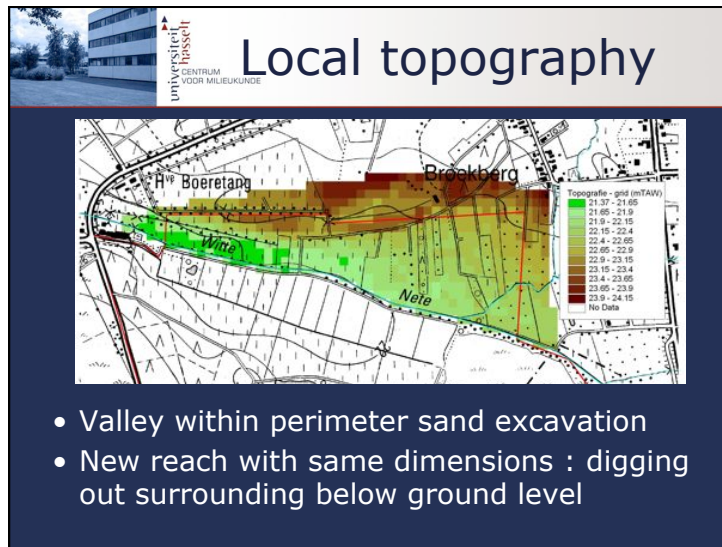 universiteit
hasselt
CENTRUM
VOOR MILIEUKUNDE
Local topography
Hve Boeretang
Broekberg
Witte
Nete
Topografie - grid (mTAW)
21.37 - 21.65
21.65 - 21.9
21.9 - 22.15
22.15 - 22.4
22.4 - 22.65
22.65 - 22.9
22.9 - 23.15
23.15 - 23.4
23.4 - 23.65
23.65 - 23.9
23.9 - 24.15
No Data
• Valley within perimeter sand excavation
• New reach with same dimensions : digging
out surrounding below ground level